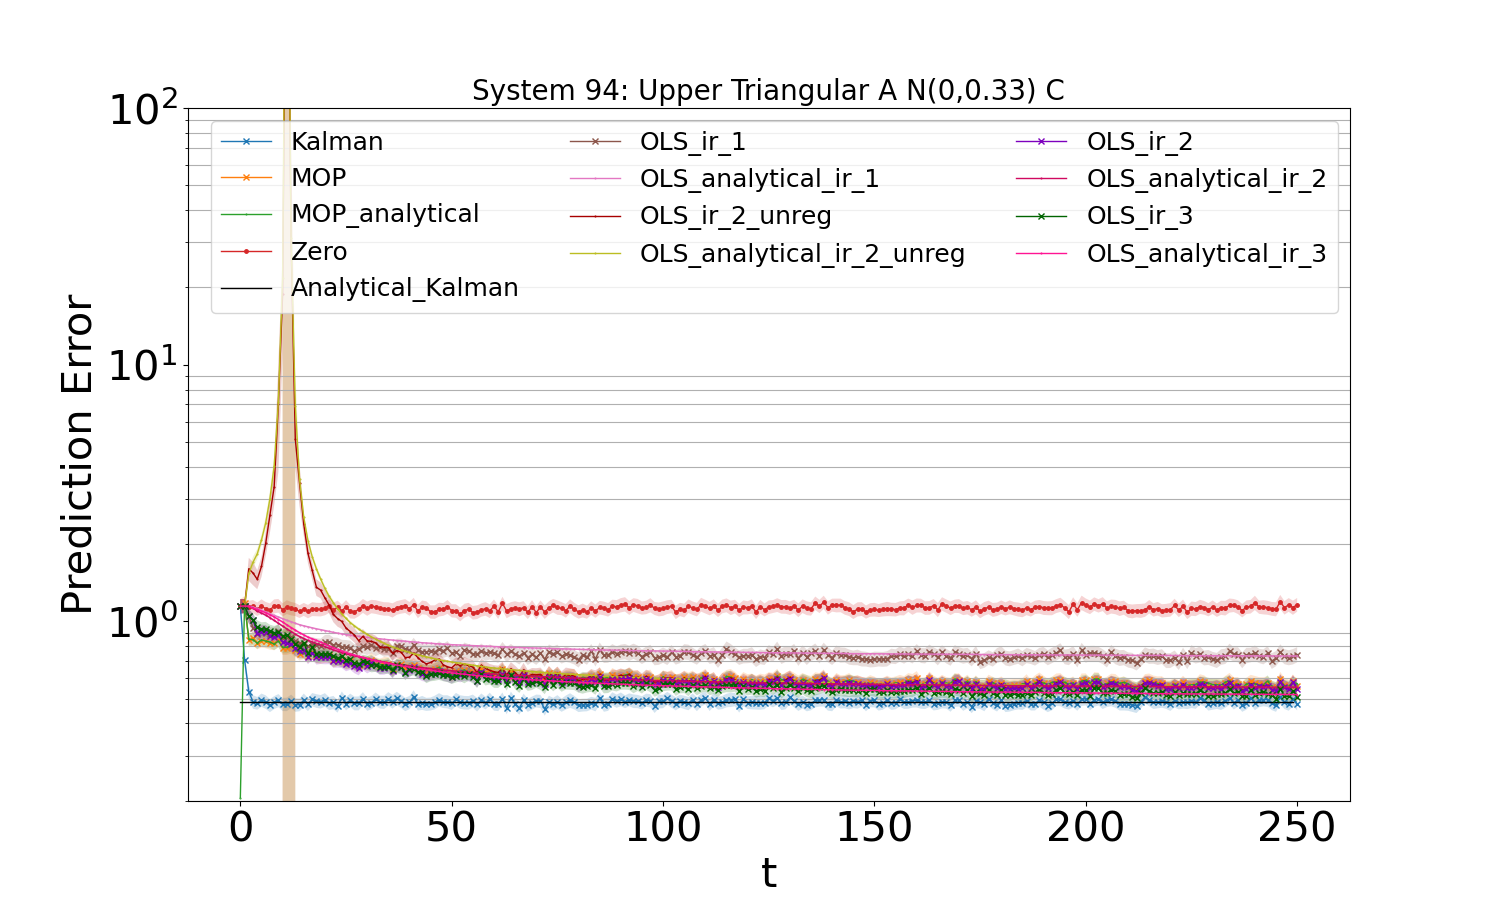 System 94: Upper Triangular A N(0,0.33) C
Prediction Error
10²
10¹
10⁰
Kalman
MOP
MOP_analytical
Zero
Analytical_Kalman
OLS_ir_1
OLS_analytical_ir_1
OLS_ir_2_unreg
OLS_analytical_ir_2_unreg
OLS_ir_2
OLS_analytical_ir_2
OLS_ir_3
OLS_analytical_ir_3
0 50 100 150 200 250
t